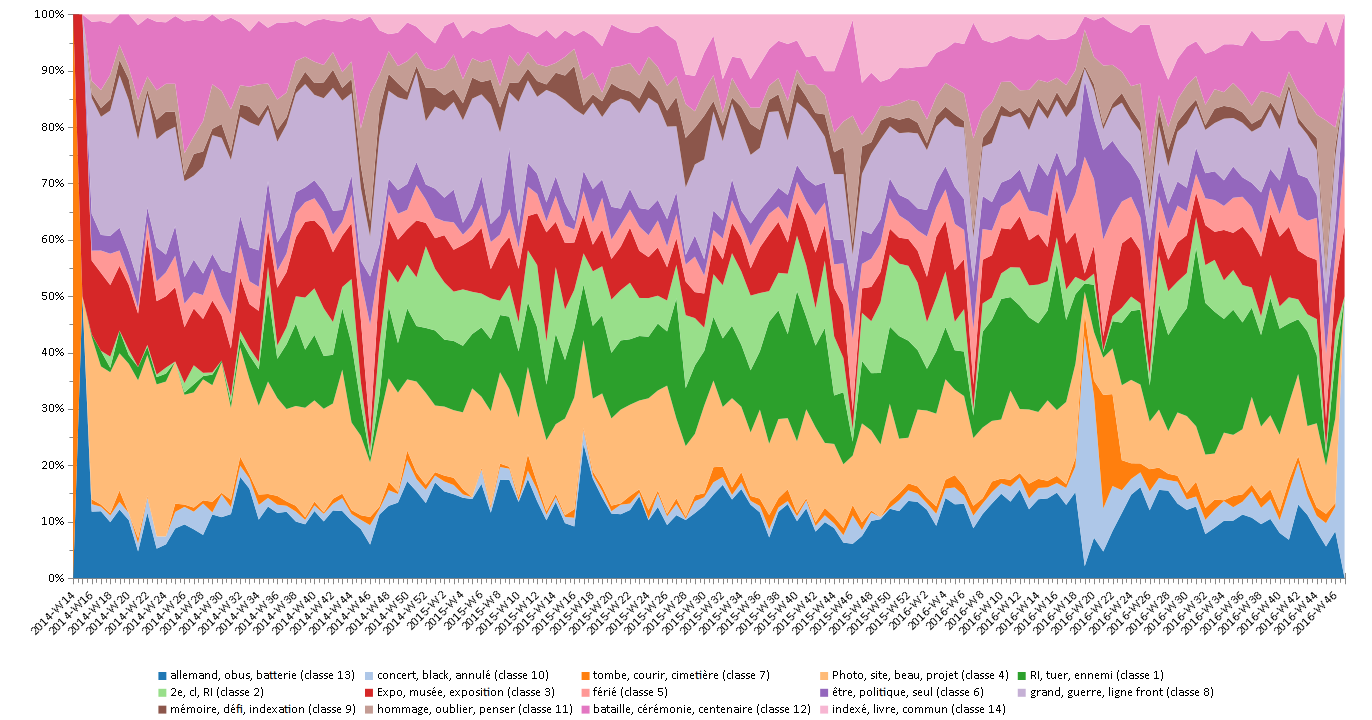 100%
90%
80%
70%
60%
50%
40%
30%
20%
10%
0%
2014-W14 2014-W16 2014-W18 2014-W20 2014-W22 2014-W24 2014-W26 2014-W28 2014-W30 2014-W32 2014-W34 2014-W36 2014-W38 2014-W40 2014-W42 2014-W44 2014-W46 2014-W48 2014-W50 2014-W52 2015-W2 2015-W4 2015-W6 2015-W8 2015-W10 2015-W12 2015-W14 2015-W16 2015-W18 2015-W20 2015-W22 2015-W24 2015-W26 2015-W28 2015-W30 2015-W32 2015-W34 2015-W36 2015-W38 2015-W40 2015-W42 2015-W44 2015-W46 2015-W48 2015-W50 2015-W52 2016-W2 2016-W4 2016-W6 2016-W8 2016-W10 2016-W12 2016-W14 2016-W16 2016-W18 2016-W20 2016-W22 2016-W24 2016-W26 2016-W28 2016-W30 2016-W32 2016-W34 2016-W36 2016-W38 2016-W40 2016-W42 2016-W44 2016-W46
allemand, obus, batterie (classe 13) concert, black, annulé (classe 10) tombe, courir, cimetière (classe 7) Photo, site, beau, projet (classe 4) RI, tuer, ennemi (classe 1)
2e, cl, RI (classe 2) Expo, musée, exposition (classe 3) férié (classe 5) être, politique, seul (classe 6) grand, guerre, ligne front (classe 8)
mémoire, défi, indexation (classe 9) hommage, oublier, penser (classe 11) bataille, cérémonie, centenaire (classe 12) indexé, livre, commun (classe 14)